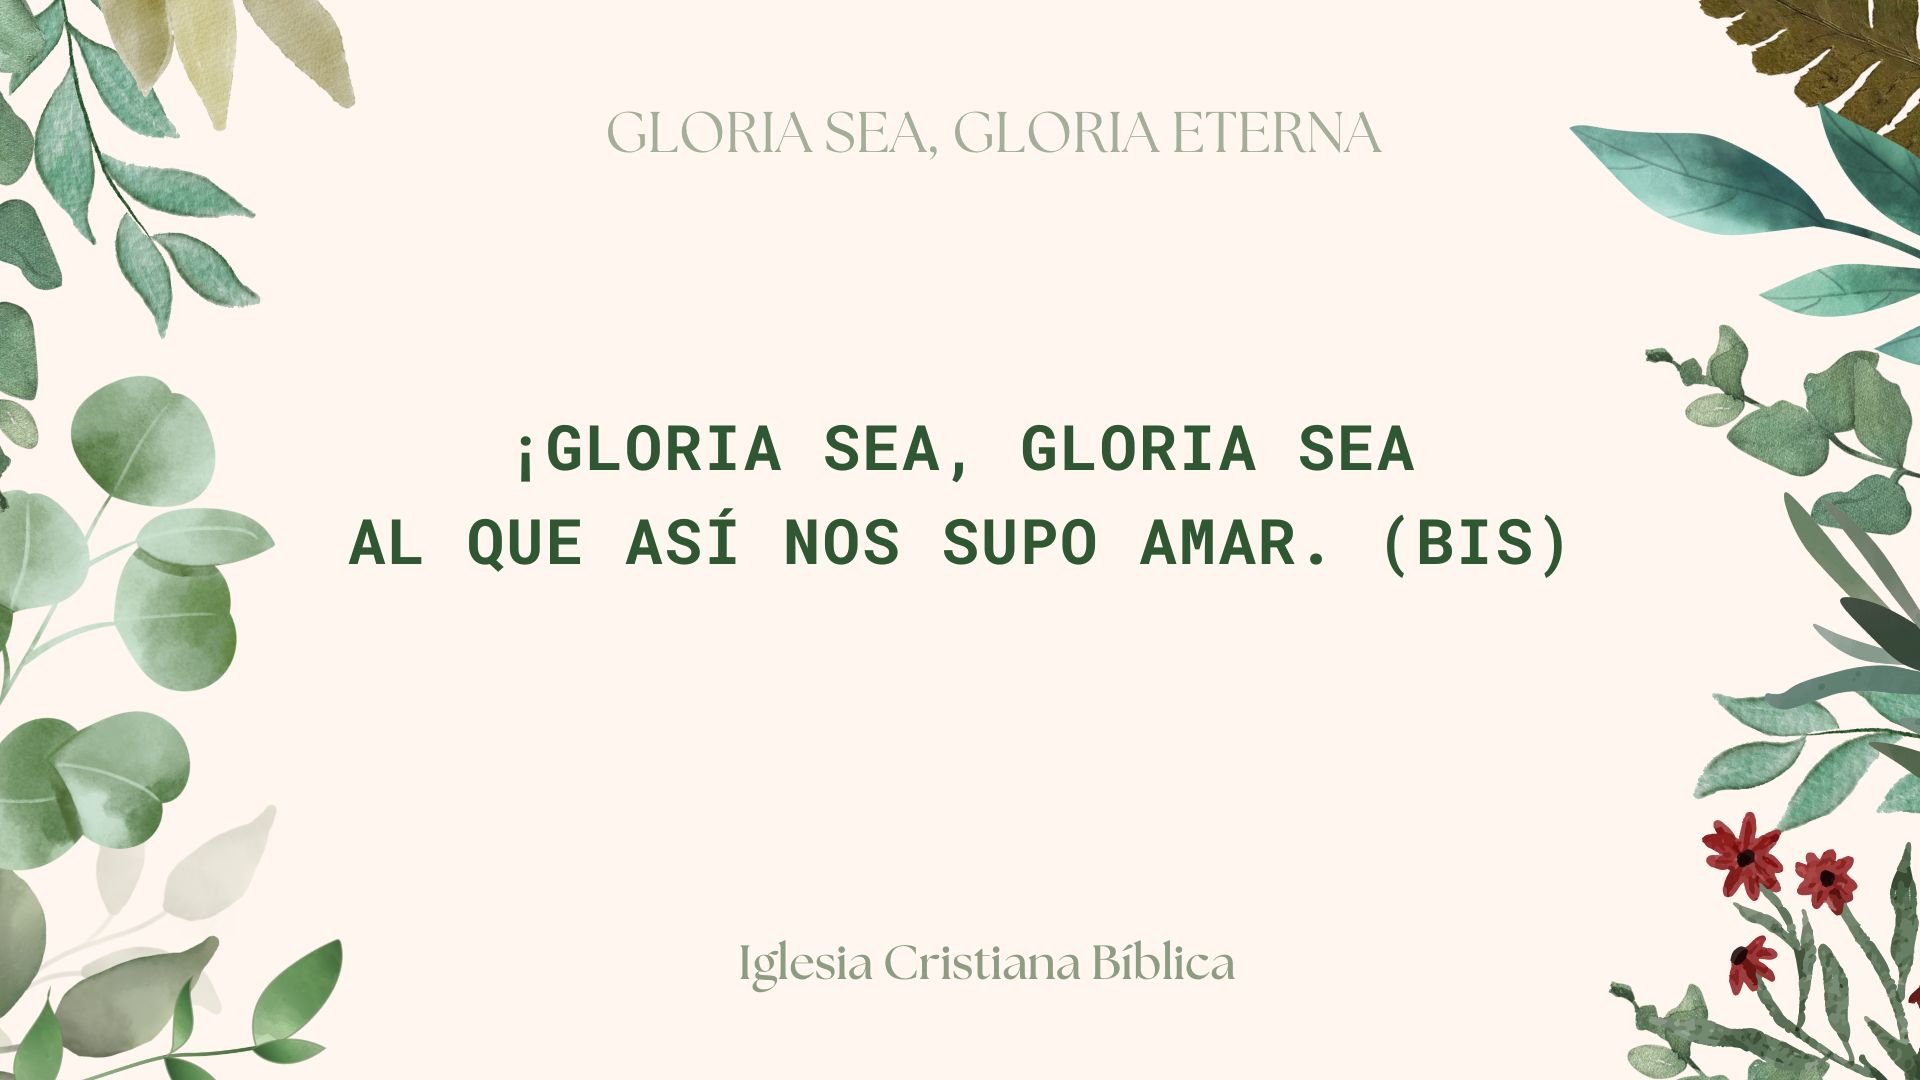 GLORIA SEA, GLORIA ETERNA
¡GLORIA SEA, GLORIA SEA
AL QUE ASÍ NOS SUPO AMAR. (BIS)
Iglesia Cristiana Bíblica